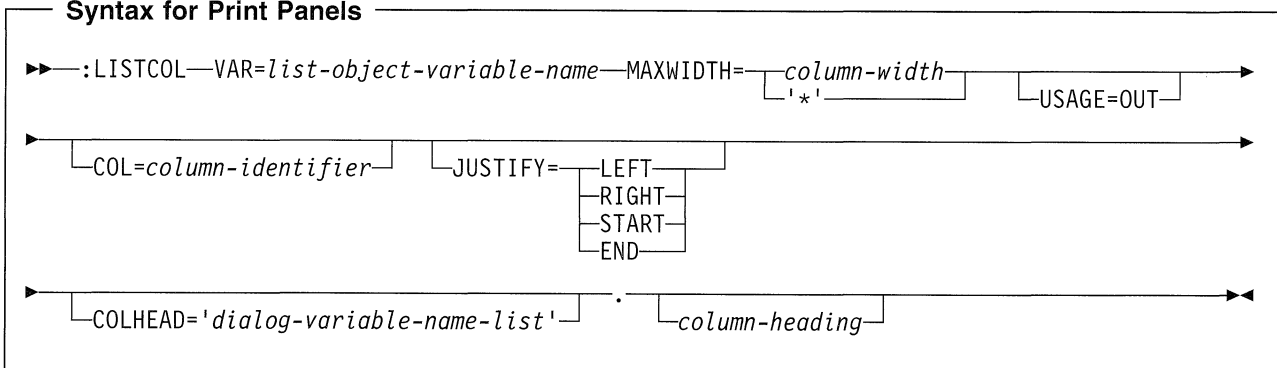 Syntax for Print Panels
:LISTCOL VAR=list-object-variable-name MAXWIDTH= column-width
'*'
USAGE=OUT
COL=column-identifier
JUSTIFY= LEFT
RIGHT
START
END
COLHEAD='dialog-variable-name-list'
.
column-heading